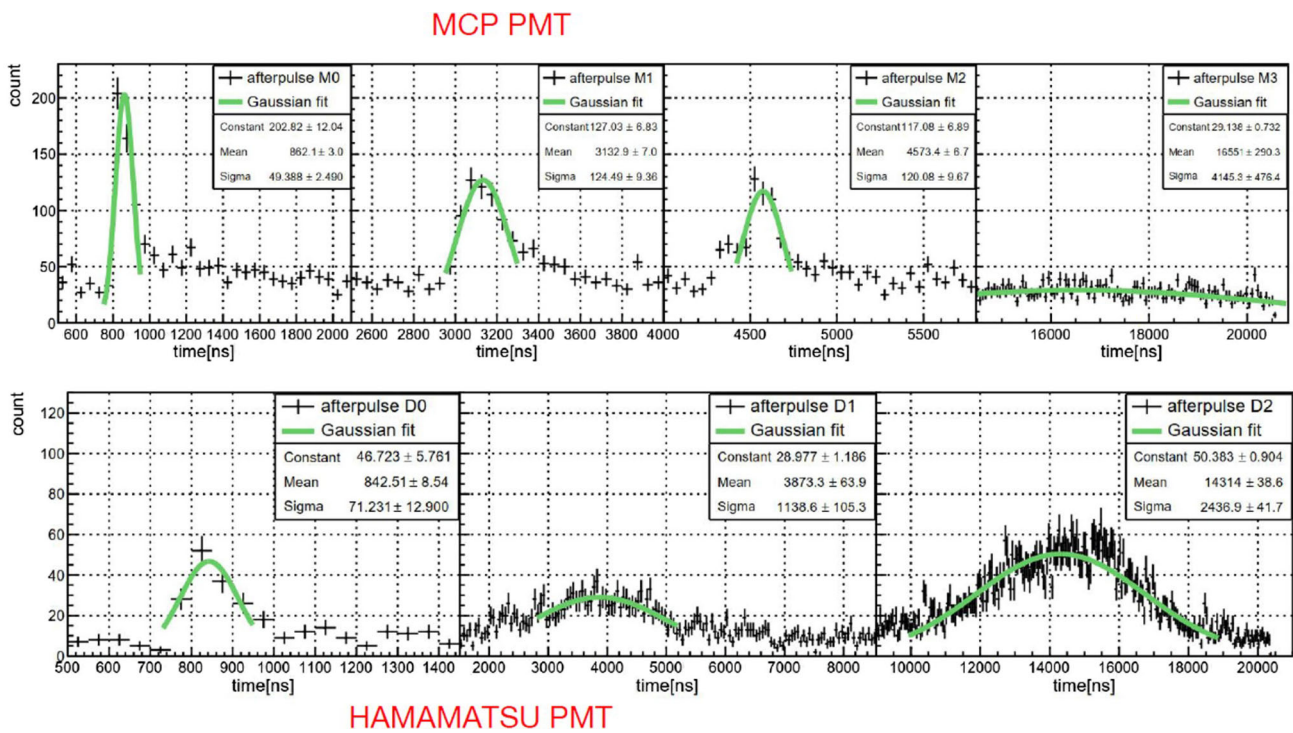 MCP PMT
count
200
150
100
50
0
afterpulse M0
Gaussian fit
Constant 202.82 ± 12.04
Mean 862.1 ± 3.0
Sigma 49.388 ± 2.490
afterpulse M1
Gaussian fit
Constant 127.03 ± 6.83
Mean 3132.9 ± 7.0
Sigma 124.49 ± 9.36
afterpulse M2
Gaussian fit
Constant 117.08 ± 6.89
Mean 4573.4 ± 6.7
Sigma 120.08 ± 9.67
afterpulse M3
Gaussian fit
Constant 29.138 ± 0.732
Mean 16551 ± 290.3
Sigma 4145.3 ± 476.4
600 800 1000 1200 1400 1600 1800 2000
time[ns]
2600 2800 3000 3200 3400 3600 3800 4000
time[ns]
4500 5000 5500
time[ns]
16000 18000 20000
time[ns]
count
120
100
80
60
40
20
0
afterpulse D0
Gaussian fit
Constant 46.723 ± 5.761
Mean 842.51 ± 8.54
Sigma 71.231 ± 12.900
afterpulse D1
Gaussian fit
Constant 28.977 ± 1.186
Mean 3873.3 ± 63.9
Sigma 1138.6 ± 105.3
afterpulse D2
Gaussian fit
Constant 50.383 ± 0.904
Mean 14314 ± 38.6
Sigma 2436.9 ± 41.7
500 600 700 800 900 1000 1100 1200 1300 1400
time[ns]
2000 3000 4000 5000 6000 7000 8000
time[ns]
10000 12000 14000 16000 18000 20000
time[ns]
HAMAMATSU PMT